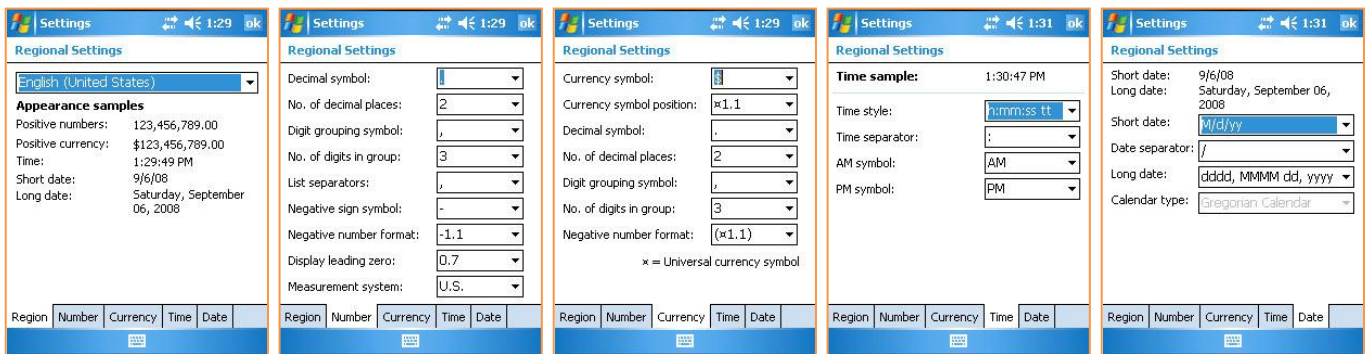 Settings 1:29 ok
Regional Settings
English (United States)
Appearance samples
Positive numbers: 123,456,789.00
Positive currency: $123,456,789.00
Time: 1:29:49 PM
Short date: 9/6/08
Long date: Saturday, September
06, 2008
Region Number Currency Time Date
Settings 1:29 ok
Regional Settings
Decimal symbol: .
No. of decimal places: 2
Digit grouping symbol: ,
No. of digits in group: 3
List separators: ,
Negative sign symbol: -
Negative number format: -1.1
Display leading zero: 0.7
Measurement system: U.S.
Region Number Currency Time Date
Settings 1:29 ok
Regional Settings
Currency symbol: $
Currency symbol position: ¤1.1
Decimal symbol: .
No. of decimal places: 2
Digit grouping symbol: ,
No. of digits in group: 3
Negative number format: (¤1.1)
¤ = Universal currency symbol
Region Number Currency Time Date
Settings 1:31 ok
Regional Settings
Time sample: 1:30:47 PM
Time style: h:mm:ss tt
Time separator: :
AM symbol: AM
PM symbol: PM
Region Number Currency Time Date
Settings 1:31 ok
Regional Settings
Short date: 9/6/08
Long date: Saturday, September 06,
2008
Short date: M/d/yy
Date separator: /
Long date: dddd, MMMM dd, yyyy
Calendar type: Gregorian Calendar
Region Number Currency Time Date